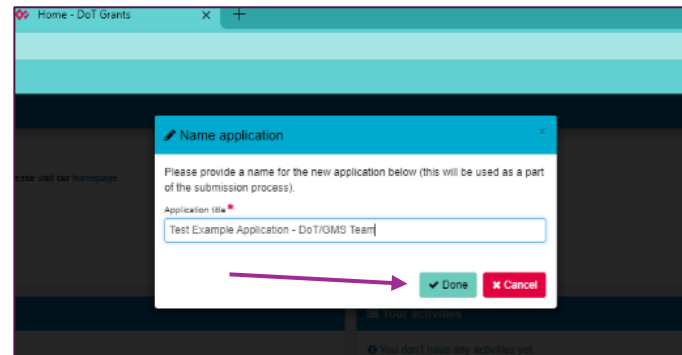 Home - DoT Grants
Name application
ease visit our homepage.
Please provide a name for the new application below (this will be used as a part
of the submission process).
Application title *
Test Example Application - DoT/GMS Team
Done
Cancel
Your activities
You don't have any activities yet.